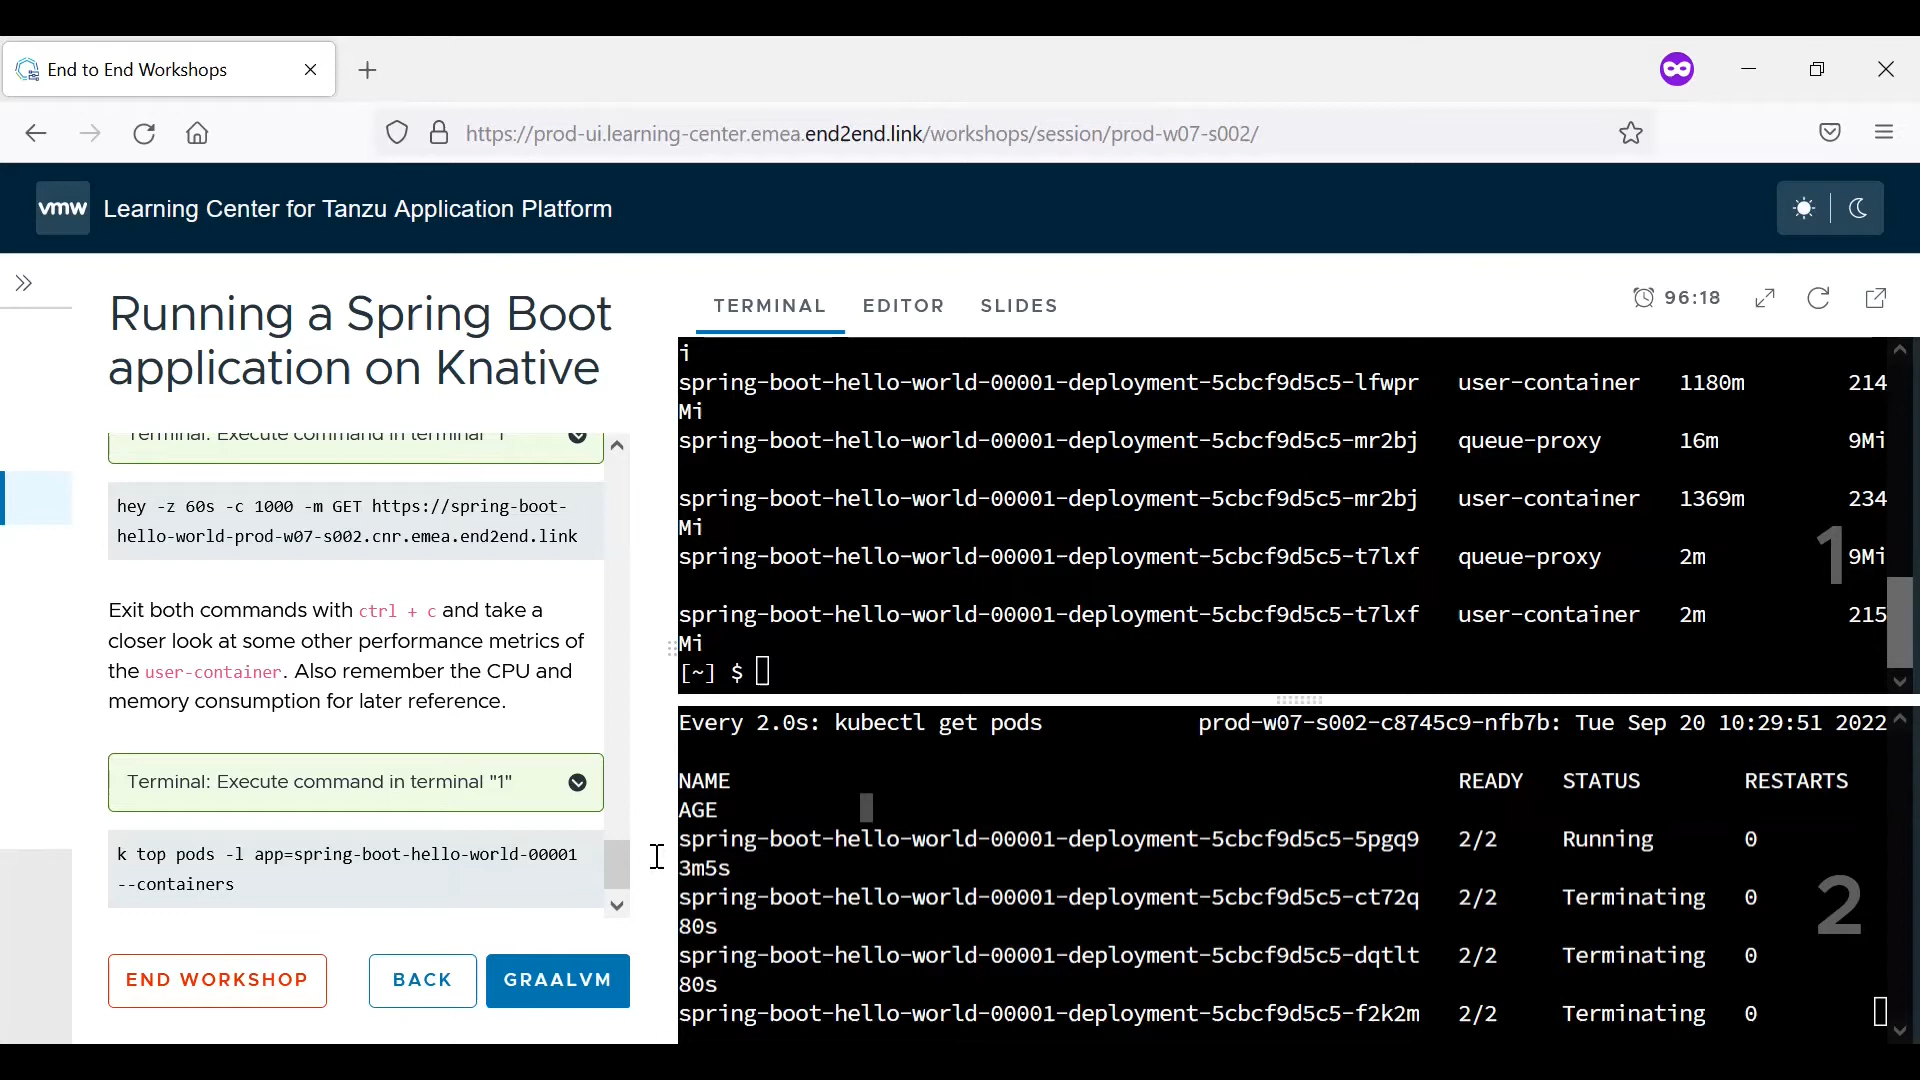 End to End Workshops
https://prod-ui.learning-center.emea.end2end.link/workshops/session/prod-w07-s002/
vmw Learning Center for Tanzu Application Platform
Running a Spring Boot
application on Knative
Terminal: Execute command in terminal "1"
hey -z 60s -c 1000 -m GET https://spring-boot-
hello-world-prod-w07-s002.cnr.emea.end2end.link
Exit both commands with ctrl + c and take a
closer look at some other performance metrics of
the user-container. Also remember the CPU and
memory consumption for later reference.
Terminal: Execute command in terminal "1"
k top pods -l app=spring-boot-hello-world-00001
--containers
END WORKSHOP BACK GRAALVM
TERMINAL EDITOR SLIDES
96:18
i
spring-boot-hello-world-00001-deployment-5cbcf9d5c5-lfwpr user-container 1180m 214
Mi
spring-boot-hello-world-00001-deployment-5cbcf9d5c5-mr2bj queue-proxy 16m 9Mi
spring-boot-hello-world-00001-deployment-5cbcf9d5c5-mr2bj user-container 1369m 234
Mi
spring-boot-hello-world-00001-deployment-5cbcf9d5c5-t7lxf queue-proxy 2m 9Mi
spring-boot-hello-world-00001-deployment-5cbcf9d5c5-t7lxf user-container 2m 215
Mi
[~] $
1
Every 2.0s: kubectl get pods prod-w07-s002-c8745c9-nfb7b: Tue Sep 20 10:29:51 2022
NAME READY STATUS RESTARTS
AGE
spring-boot-hello-world-00001-deployment-5cbcf9d5c5-5pgq9 2/2 Running 0
3m5s
spring-boot-hello-world-00001-deployment-5cbcf9d5c5-ct72q 2/2 Terminating 0
80s
spring-boot-hello-world-00001-deployment-5cbcf9d5c5-dqtlt 2/2 Terminating 0
80s
spring-boot-hello-world-00001-deployment-5cbcf9d5c5-f2k2m 2/2 Terminating 0
2